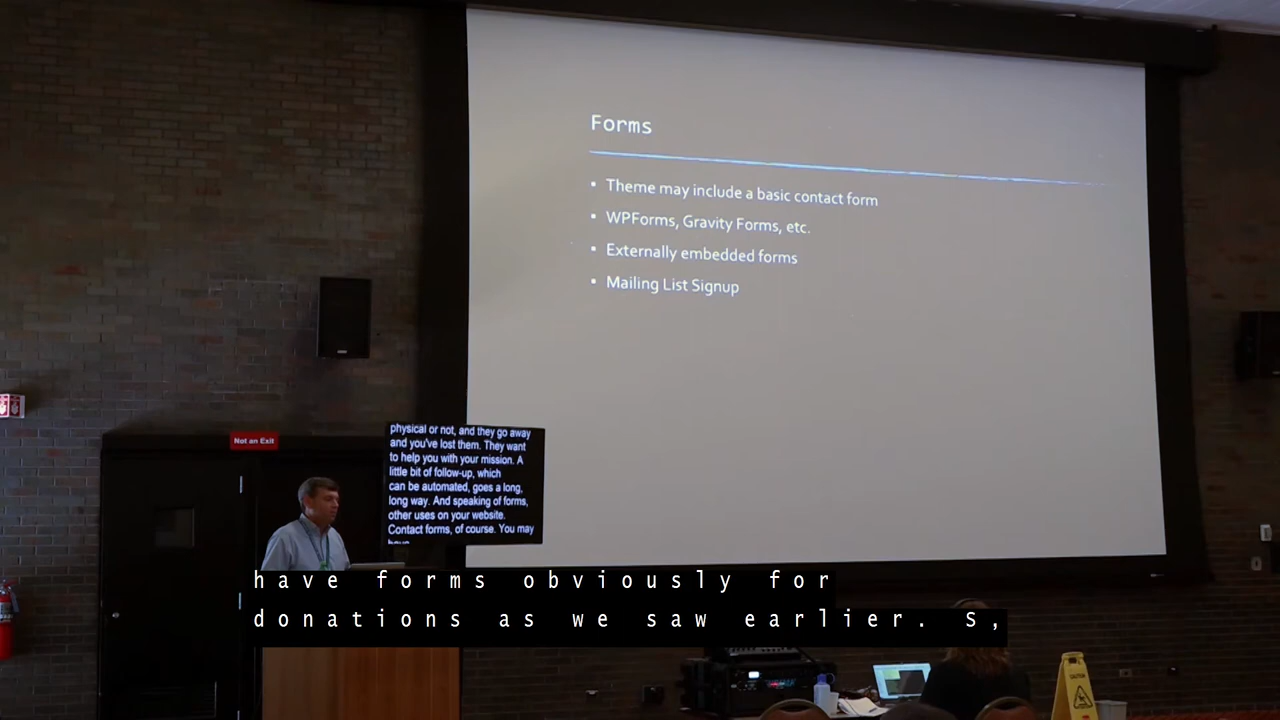 Forms
• Theme may include a basic contact form
• WPForms, Gravity Forms, etc.
• Externally embedded forms
• Mailing List Signup
Not an Exit
physical or not, and they go away
and you've lost them. They want
to help you with your mission. A
little bit of follow-up, which
can be automated, goes a long,
long way. And speaking of forms,
other uses on your website.
Contact forms, of course. You may
have forms obviously for
donations as we saw earlier. S,
CAUTION